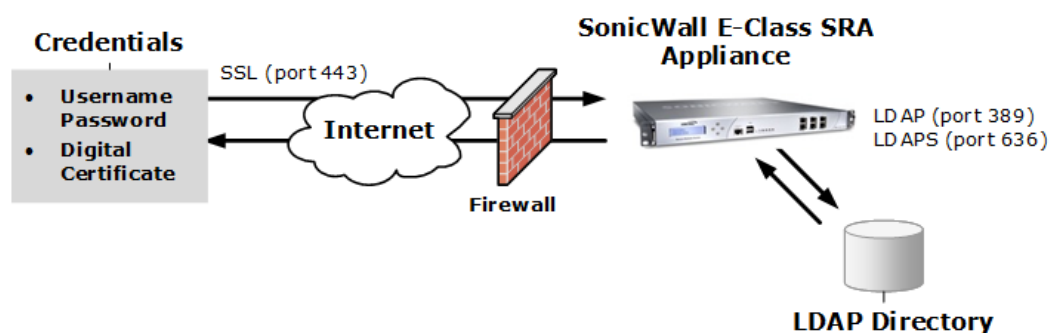 Credentials
• Username
Password
• Digital
Certificate
SSL (port 443)
Internet
Firewall
SonicWall E-Class SRA
Appliance
LDAP (port 389)
LDAPS (port 636)
LDAP Directory